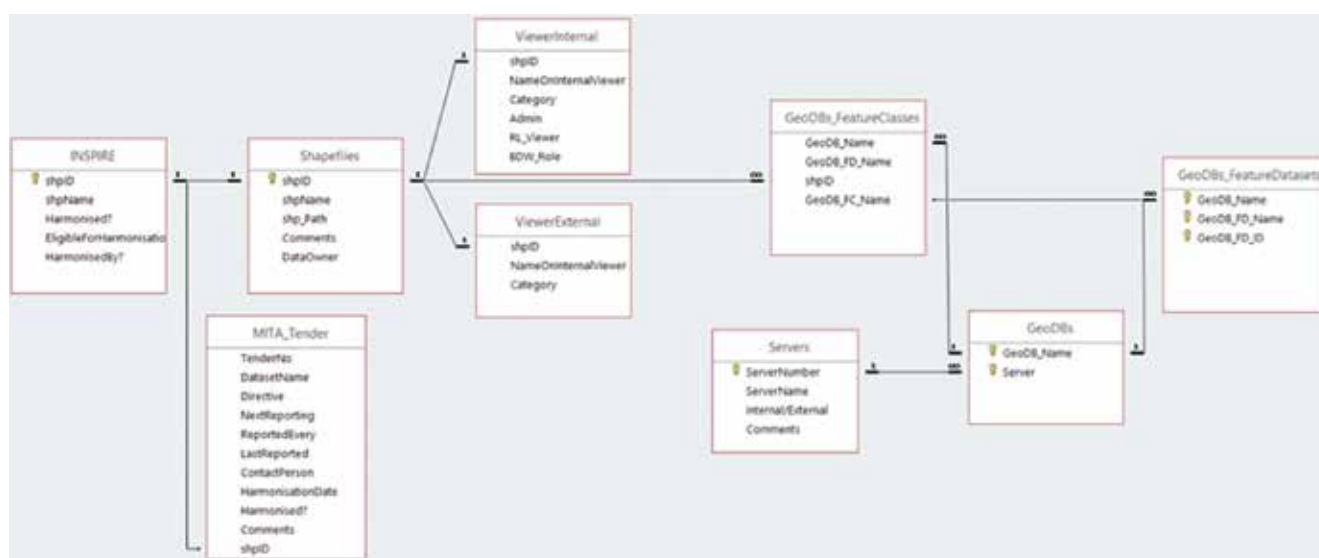 INSPIRE
shpID
shpName
Harmonised?
EligibleForHarmonisatio
HarmonisedBy?
Shapefiles
shpID
shpName
shp_Path
Comments
DataOwner
MITA_Tender
TenderNo
DatasetName
Directive
NextReporting
ReportedEvery
LastReported
ContactPerson
HarmonisationDate
Harmonised?
Comments
shpID
ViewerInternal
shpID
NameOnInternalViewer
Category
Admin
RL_Viewer
BDW_Role
ViewerExternal
shpID
NameOnInternalViewer
Category
Servers
ServerNumber
ServerName
Internal/External
Comments
GeoDBs_FeatureClasses
GeoDB_Name
GeoDB_FD_Name
shpID
GeoDB_FC_Name
GeoDBs
GeoDB_Name
Server
GeoDBs_FeatureDatasets
GeoDB_Name
GeoDB_FD_Name
GeoDB_FD_ID